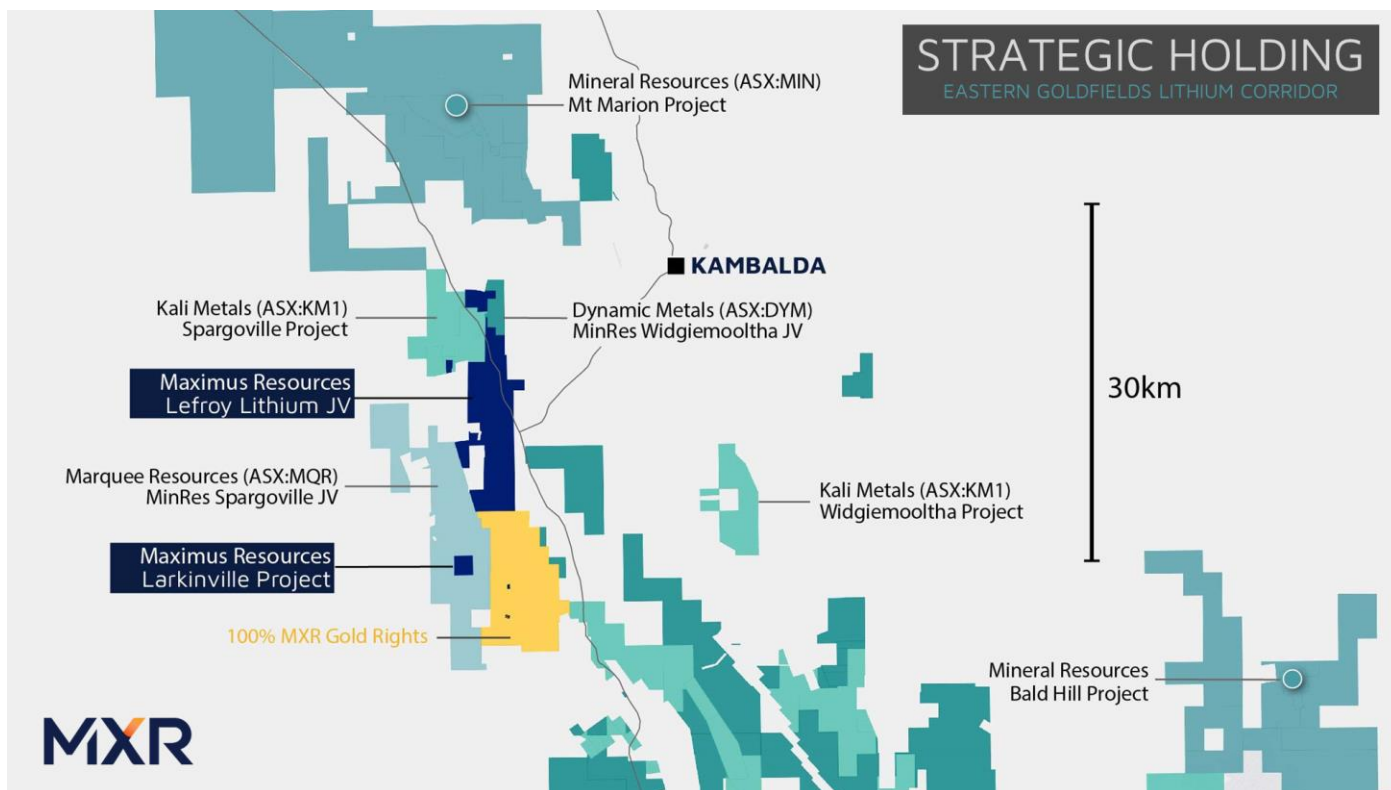 STRATEGIC HOLDING
EASTERN GOLDFIELDS LITHIUM CORRIDOR
Mineral Resources (ASX:MIN)
Mt Marion Project
KAMBALDA
Kali Metals (ASX:KM1)
Spargoville Project
Dynamic Metals (ASX:DYM)
MinRes Widgiemooltha JV
Maximus Resources
Lefroy Lithium JV
30km
Marquee Resources (ASX:MQR)
MinRes Spargoville JV
Kali Metals (ASX:KM1)
Widgiemooltha Project
Maximus Resources
Larkinville Project
100% MXR Gold Rights
Mineral Resources
Bald Hill Project
MXR